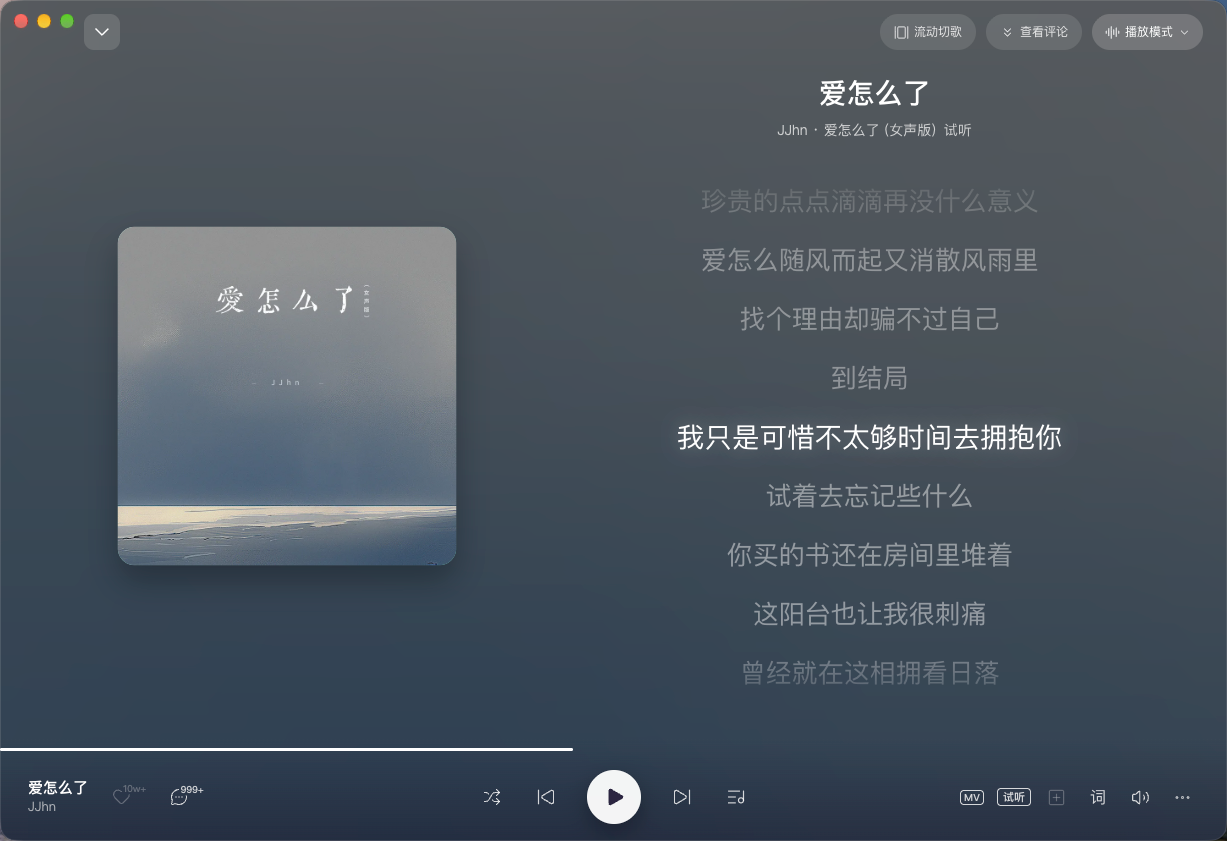 流动切歌
查看评论
播放模式
爱怎么了
JJhn · 爱怎么了 (女声版) 试听
珍贵的点点滴滴再没什么意义
爱怎么随风而起又消散风雨里
找个理由却骗不过自己
到结局
我只是可惜不太够时间去拥抱你
试着去忘记些什么
你买的书还在房间里堆着
这阳台也让我很刺痛
曾经就在这相拥看日落
愛怎么了
(女声版)
– JJhn –
爱怎么了
JJhn
10w+
999+
MV
试听
词